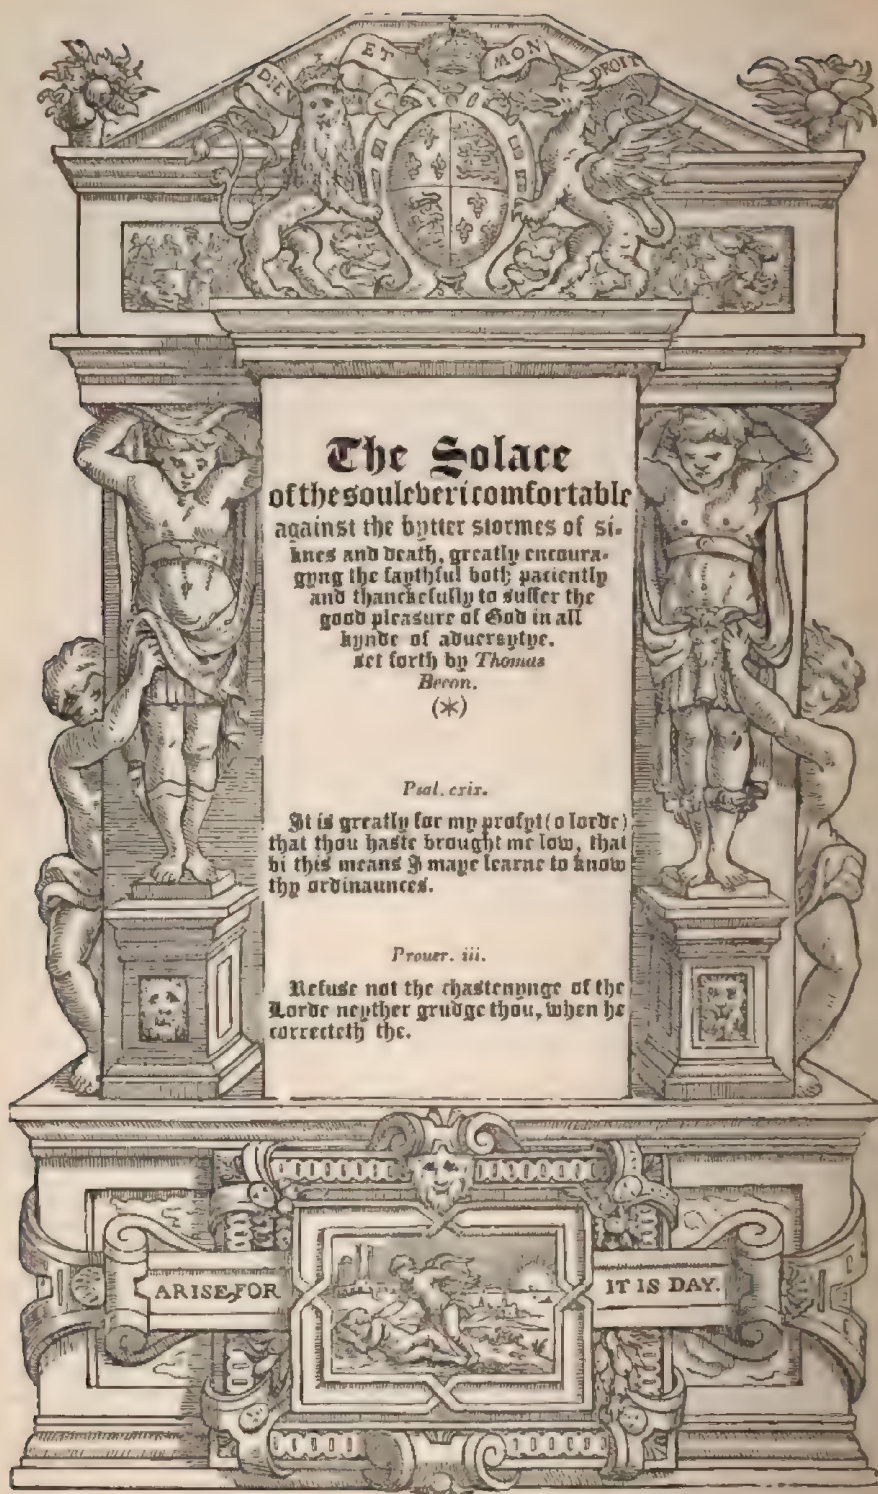 DIEV ET MON DROIT
The Solace
of the soule veri comfortable
against the bytter stormes of si-
knes and death, greatly encoura-
gyng the faythful both paciently
and thanckefully to suffer the
good pleasure of God in all
kynde of aduersytye.
Set forth by Thomas
Becon.
(*)
Psal. cxix.
It is greatly for my profyt (o lorde)
that thou haste brought me low, that
bi this means I maye learne to know
thy ordinaunces.
Prouer. iii.
Refuse not the chastenynge of the
Lorde neyther grudge thou, when he
correcteth the.
ARISE, FOR IT IS DAY.